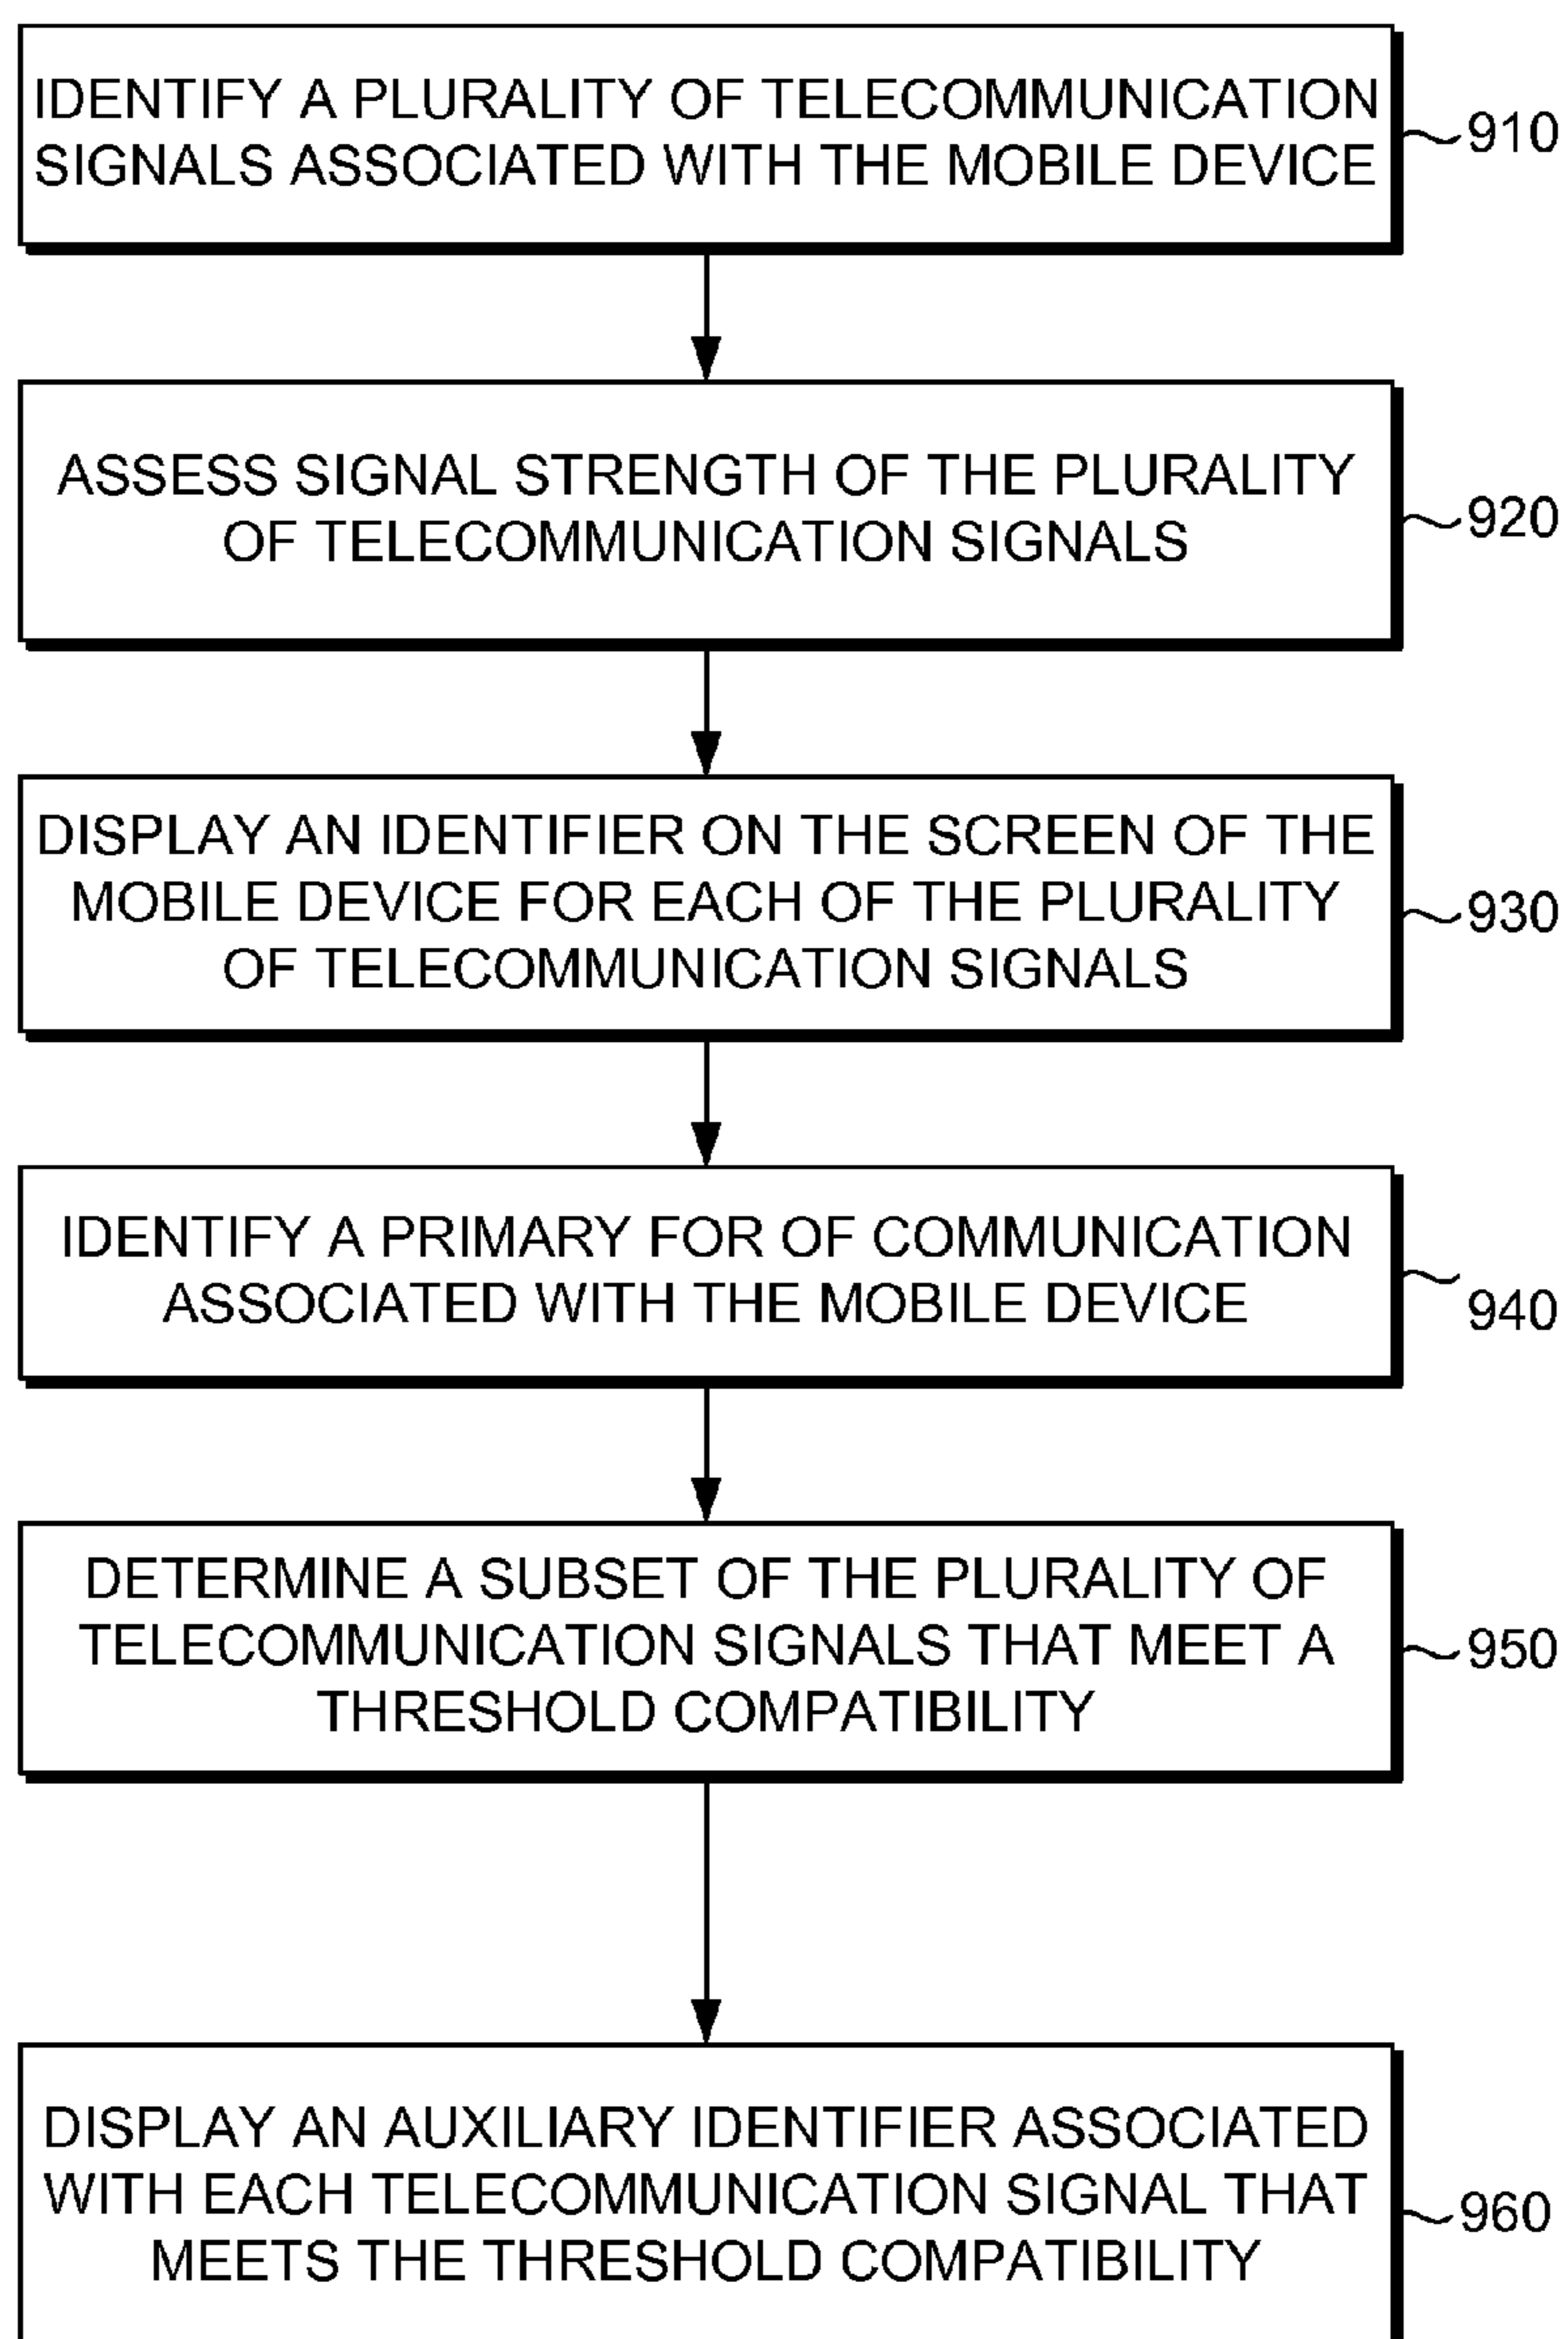 IDENTIFY A PLURALITY OF TELECOMMUNICATION
SIGNALS ASSOCIATED WITH THE MOBILE DEVICE
910
ASSESS SIGNAL STRENGTH OF THE PLURALITY
OF TELECOMMUNICATION SIGNALS
920
DISPLAY AN IDENTIFIER ON THE SCREEN OF THE
MOBILE DEVICE FOR EACH OF THE PLURALITY
OF TELECOMMUNICATION SIGNALS
930
IDENTIFY A PRIMARY FOR OF COMMUNICATION
ASSOCIATED WITH THE MOBILE DEVICE
940
DETERMINE A SUBSET OF THE PLURALITY OF
TELECOMMUNICATION SIGNALS THAT MEET A
THRESHOLD COMPATIBILITY
950
DISPLAY AN AUXILIARY IDENTIFIER ASSOCIATED
WITH EACH TELECOMMUNICATION SIGNAL THAT
MEETS THE THRESHOLD COMPATIBILITY
960